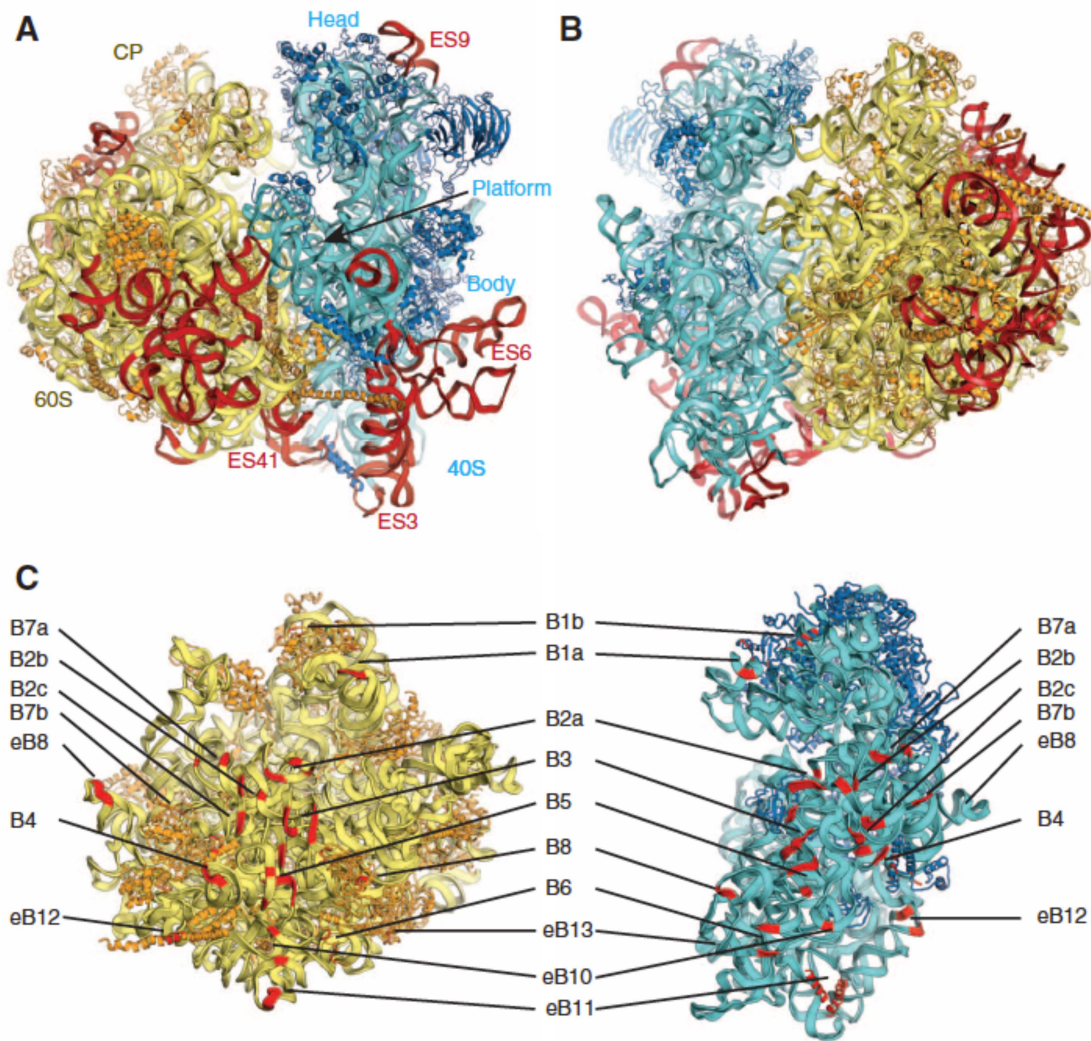 A
B
Head
ES9
CP
Platform
Body
ES6
60S
ES41
40S
ES3
C
B7a
B2b
B2c
B7b
eB8
B4
eB12
B1b
B1a
B2a
B3
B5
B8
B6
eB13
eB10
eB11
B7a
B2b
B2c
B7b
eB8
B4
eB12